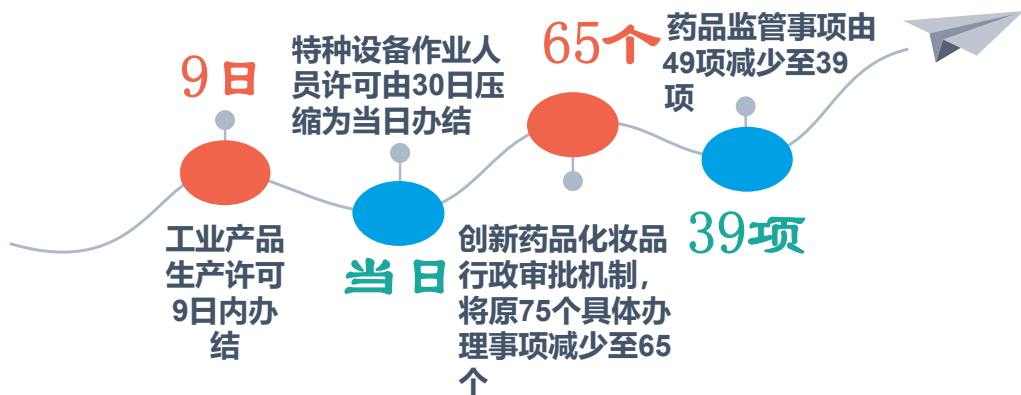 9日
工业产品
生产许可
9日内办
结
特种设备作业人
员许可由30日压
缩为当日办结
当日
65个
创新药品化妆品
行政审批机制，
将原75个具体办
理事项减少至65
个
药品监管事项由
49项减少至39
项
39项